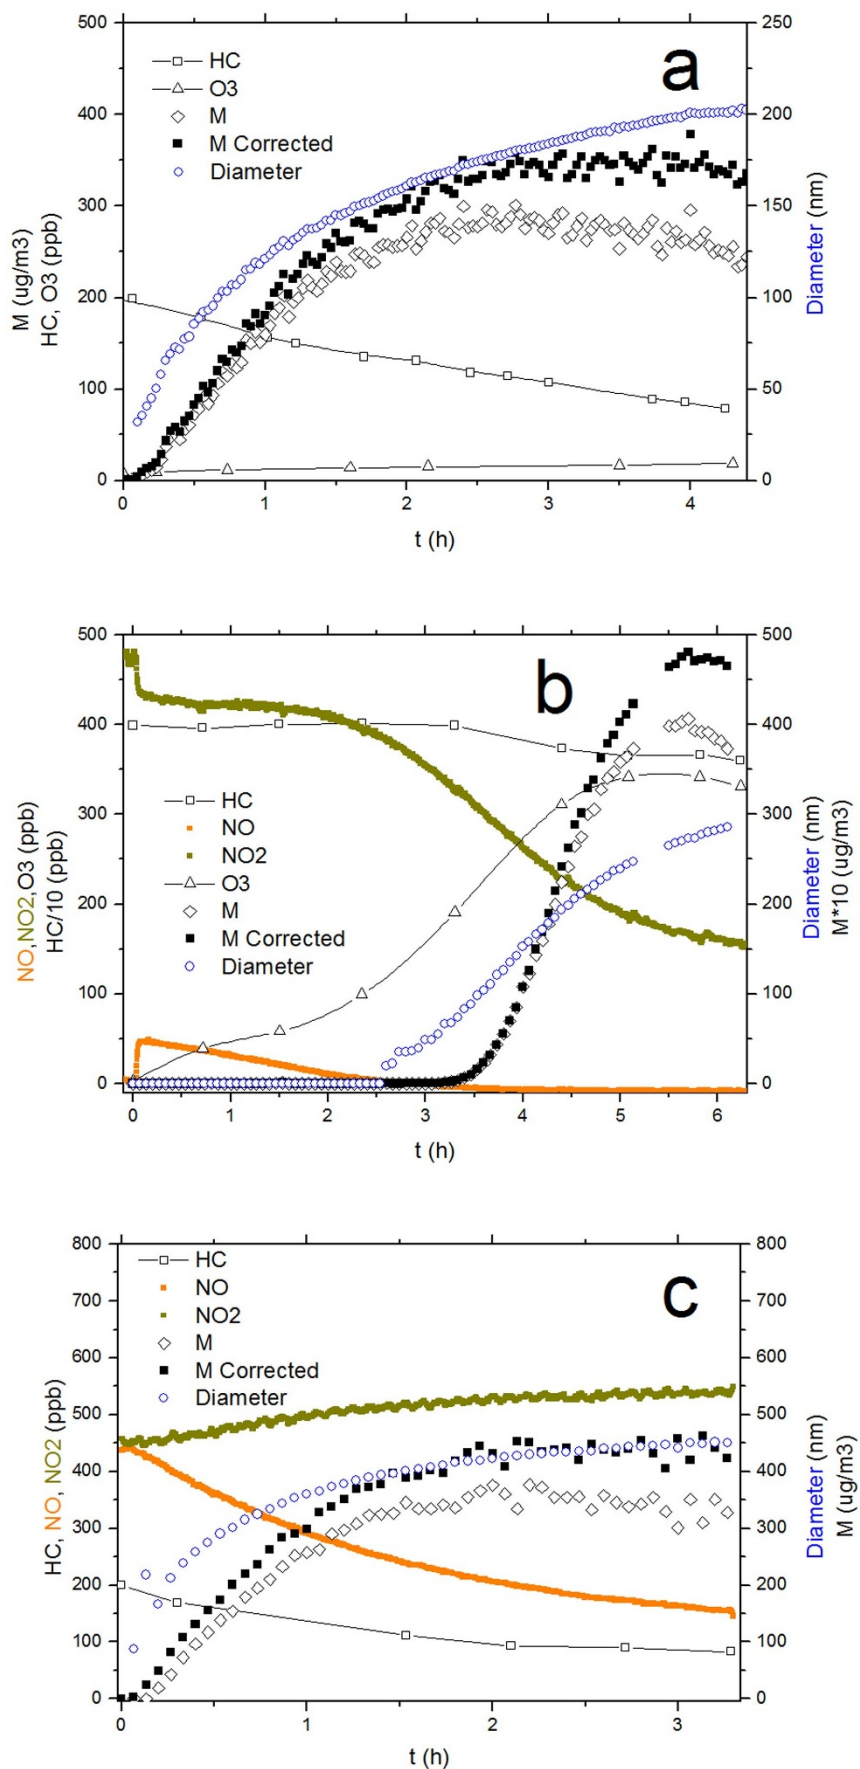 a
HC
O3
M
M Corrected
Diameter
500
400
300
200
100
0
250
200
150
100
50
0
0 1 2 3 4
t (h)
M (ug/m3)
HC, O3 (ppb)
Diameter (nm)
b
HC
NO
NO2
O3
M
M Corrected
Diameter
500
400
300
200
100
0
500
400
300
200
100
0
0 1 2 3 4 5 6
t (h)
NO,NO2,O3 (ppb)
HC/10 (ppb)
Diameter (nm)
M*10 (ug/m3)
c
HC
NO
NO2
M
M Corrected
Diameter
800
700
600
500
400
300
200
100
0
800
700
600
500
400
300
200
100
0
0 1 2 3
t (h)
HC, NO, NO2 (ppb)
Diameter (nm)
M (ug/m3)